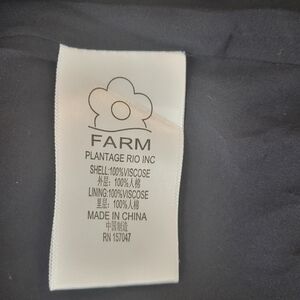 FARM
PLANTAGE RIO INC
SHELL:100%VISCOSE
外层: 100%人棉
LINING:100%VISCOSE
里层: 100%人棉
MADE IN CHINA
中国制造
RN 157047